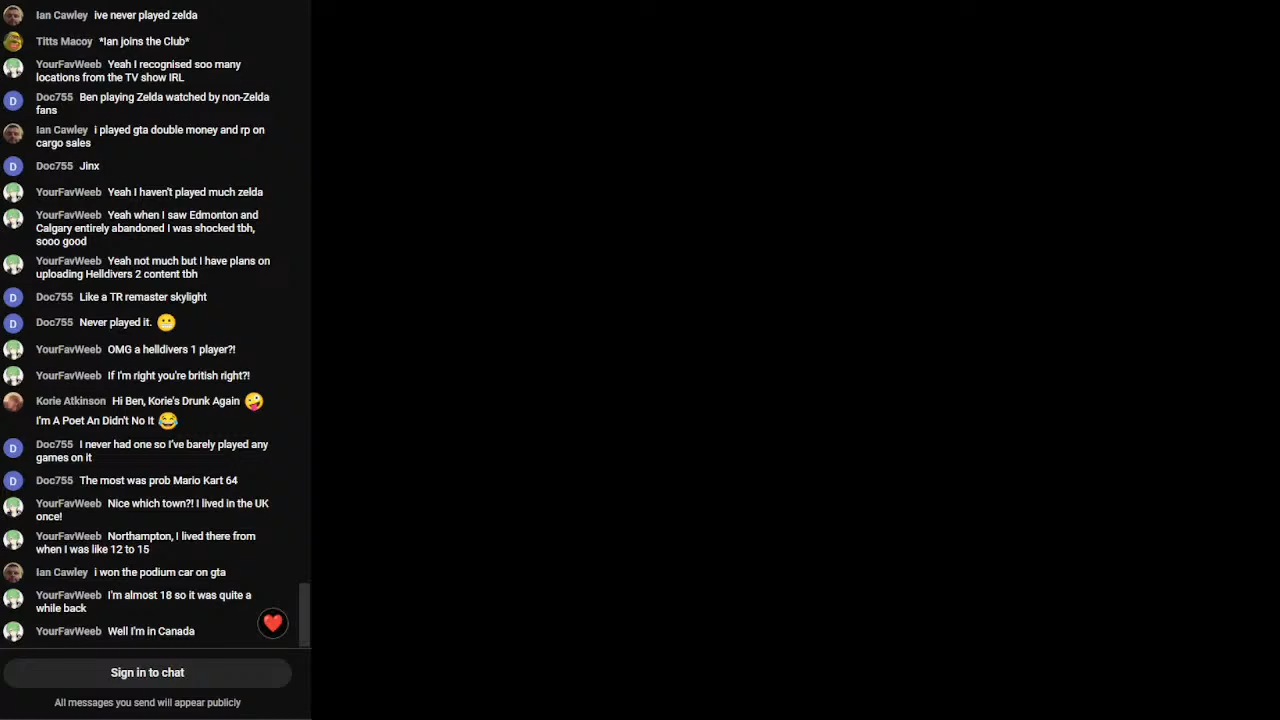 Ian Cawley ive never played zelda
Titts Macoy *Ian joins the Club*
YourFavWeeb Yeah I recognised soo many
locations from the TV show IRL
Doc755 Ben playing Zelda watched by non-Zelda
fans
Ian Cawley i played gta double money and rp on
cargo sales
D Doc755 Jinx
YourFavWeeb Yeah I haven't played much zelda
YourFavWeeb Yeah when I saw Edmonton and
Calgary entirely abandoned I was shocked tbh,
sooo good
YourFavWeeb Yeah not much but I have plans on
uploading Helldivers 2 content tbh
D Doc755 Like a TR remaster skylight
D Doc755 Never played it. 😬
YourFavWeeb OMG a helldivers 1 player?!
YourFavWeeb If I'm right you're british right?!
Korie Atkinson Hi Ben, Korie's Drunk Again 🤪
I'm A Poet An Didn't No It 😂
D Doc755 I never had one so I've barely played any
games on it
D Doc755 The most was prob Mario Kart 64
YourFavWeeb Nice which town?! I lived in the UK
once!
YourFavWeeb Northampton, I lived there from
when I was like 12 to 15
Ian Cawley i won the podium car on gta
YourFavWeeb I'm almost 18 so it was quite a
while back
YourFavWeeb Well I'm in Canada
Sign in to chat
All messages you send will appear publicly